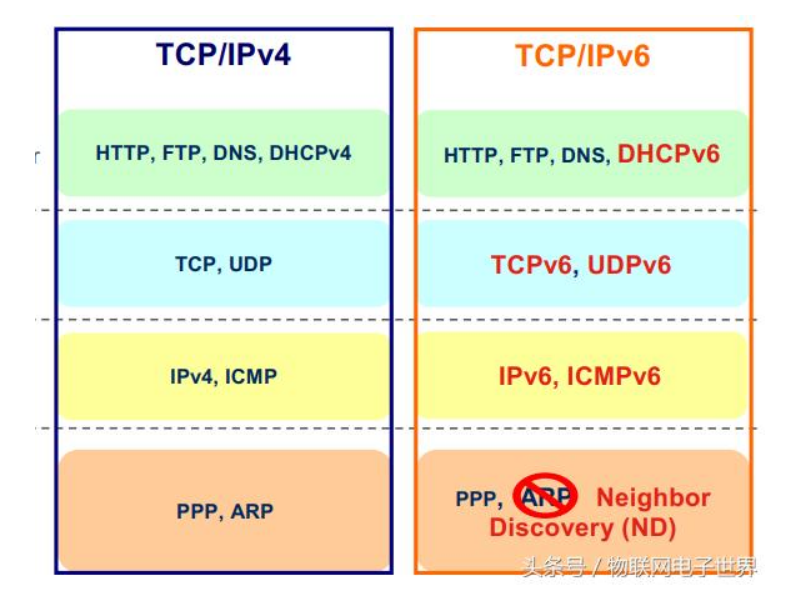 TCP/IPv4
HTTP, FTP, DNS, DHCPv4
TCP, UDP
IPv4, ICMP
PPP, ARP
TCP/IPv6
HTTP, FTP, DNS, DHCPv6
TCPv6, UDPv6
IPv6, ICMPv6
PPP, ARP Neighbor
Discovery (ND)
头条号 / 物联网电子世界